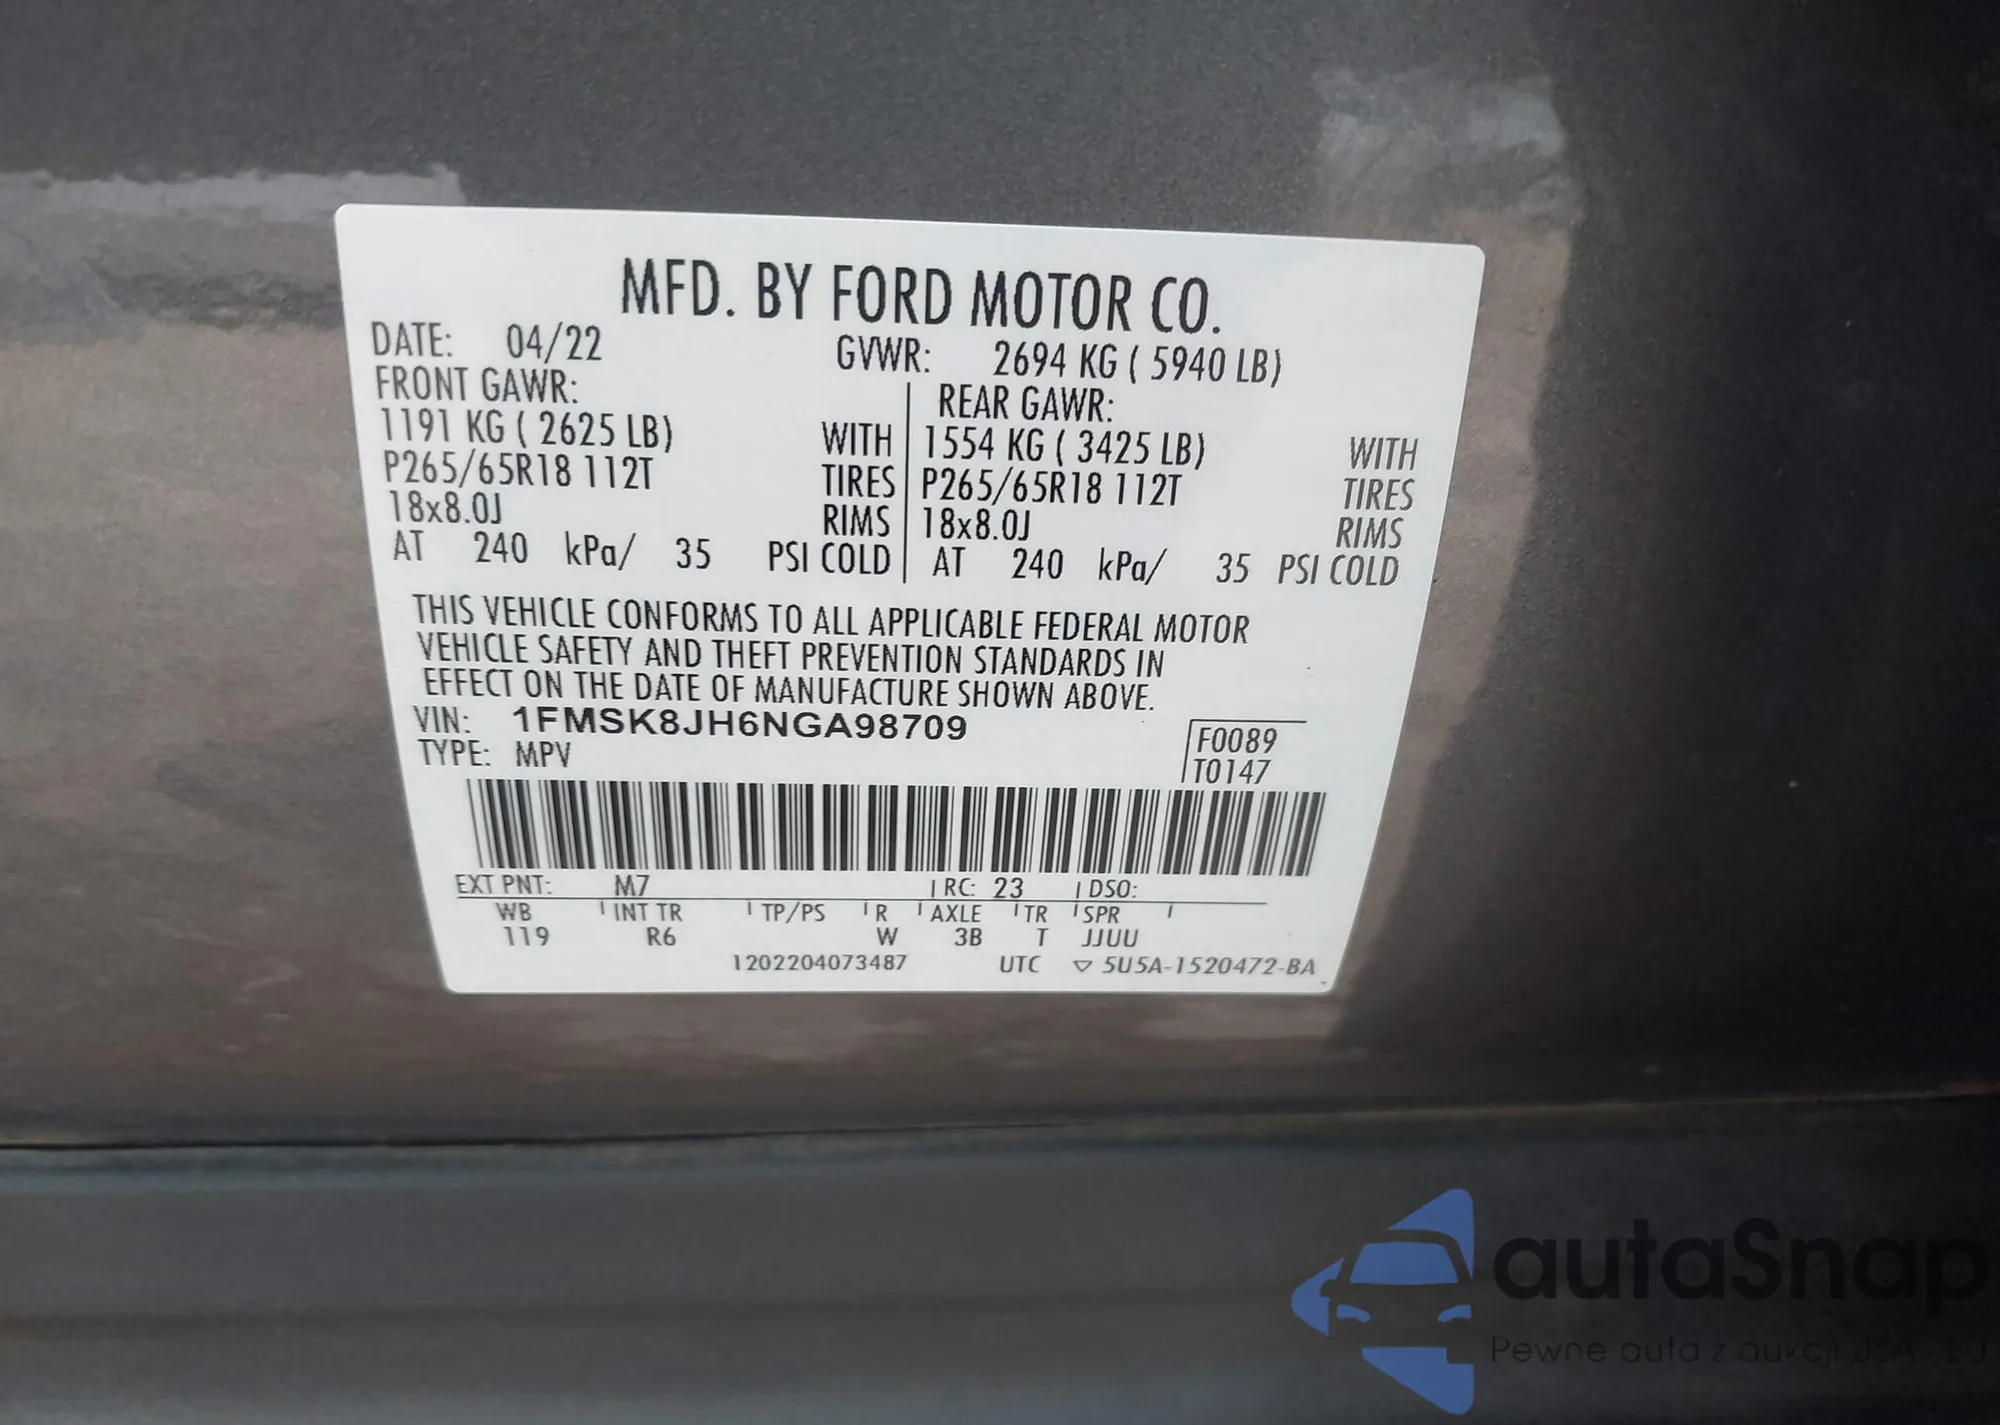 MFD. BY FORD MOTOR CO.
DATE: 04/22 GVWR: 2694 KG ( 5940 LB)
FRONT GAWR: REAR GAWR:
1191 KG ( 2625 LB) WITH 1554 KG ( 3425 LB) WITH
P265/65R18 112T TIRES P265/65R18 112T TIRES
18x8.0J RIMS 18x8.0J RIMS
AT 240 kPa/ 35 PSI COLD AT 240 kPa/ 35 PSI COLD
THIS VEHICLE CONFORMS TO ALL APPLICABLE FEDERAL MOTOR
VEHICLE SAFETY AND THEFT PREVENTION STANDARDS IN
EFFECT ON THE DATE OF MANUFACTURE SHOWN ABOVE.
VIN: 1FMSK8JH6NGA98709
TYPE: MPV
F0089
T0147
EXT PNT: M7 RC: 23 DSO:
WB INT TR TP/PS R AXLE TR SPR
119 R6 W 3B T JJUU
1202204073487 UTC ▽ 5U5A-1520472-BA
autaSnap
Pewne auta z aukcji USA - EU